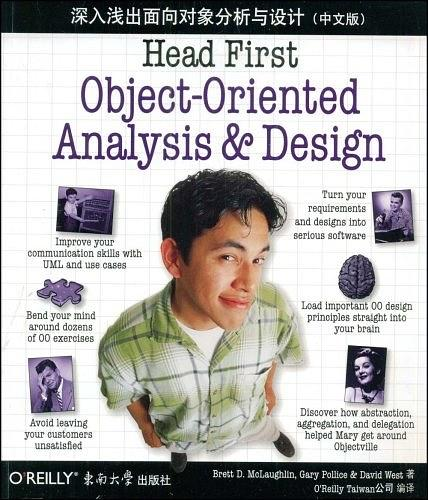 深入浅出面向对象分析与设计（中文版）
Head First
Object-Oriented
Analysis & Design
Improve your
communication skills with
UML and use cases
Turn your
requirements
and designs into
serious software
Bend your mind
around dozens
of OO exercises
Load important OO design
principles straight into
your brain
Avoid leaving
your customers
unsatisfied
Discover how abstraction,
aggregation, and delegation
helped Mary get around
Objectville
O'REILLY® 东南大学出版社
Brett D. McLaughlin, Gary Pollice & David West 著
O'Reilly Taiwan公司 编译